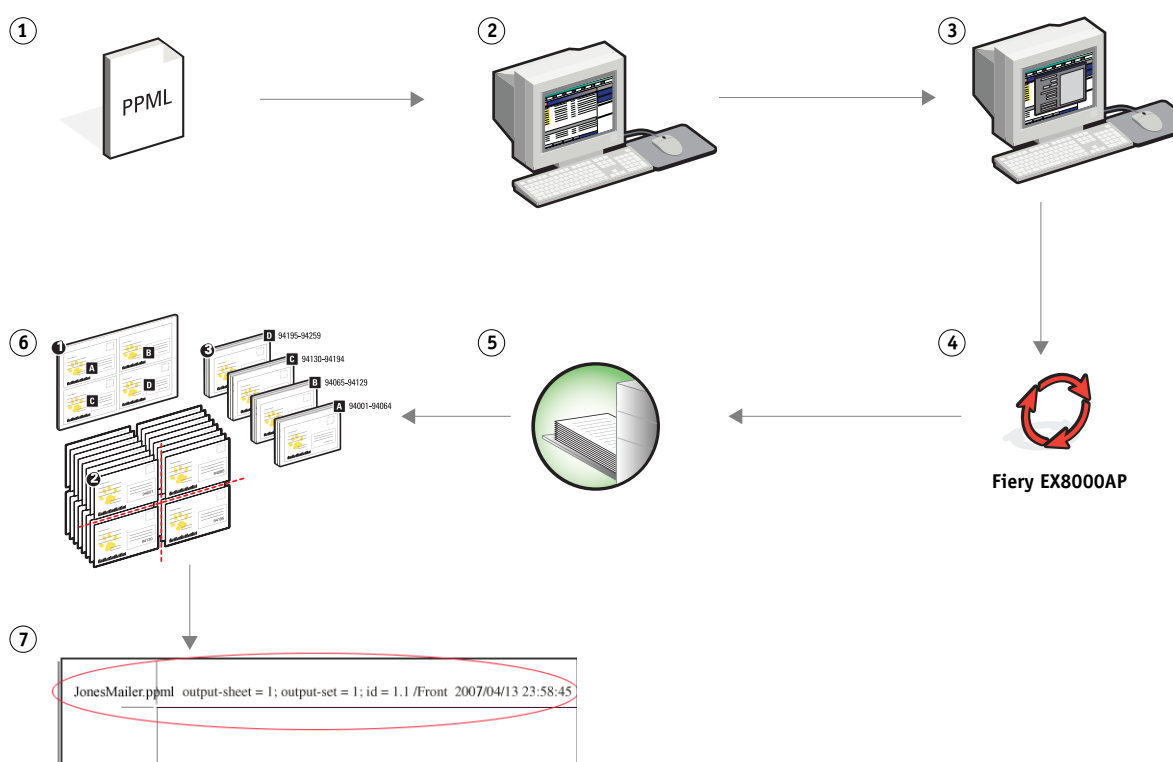 1
2
3
PPML
6
5
4
1
A
B
C
D
3
D 94195-94259
C 94130-94194
B 94065-94129
A 94001-94064
2
94001
94130
Fiery EX8000AP
7
JonesMailer.ppml output-sheet = 1; output-set = 1; id = 1.1 /Front 2007/04/13 23:58:45